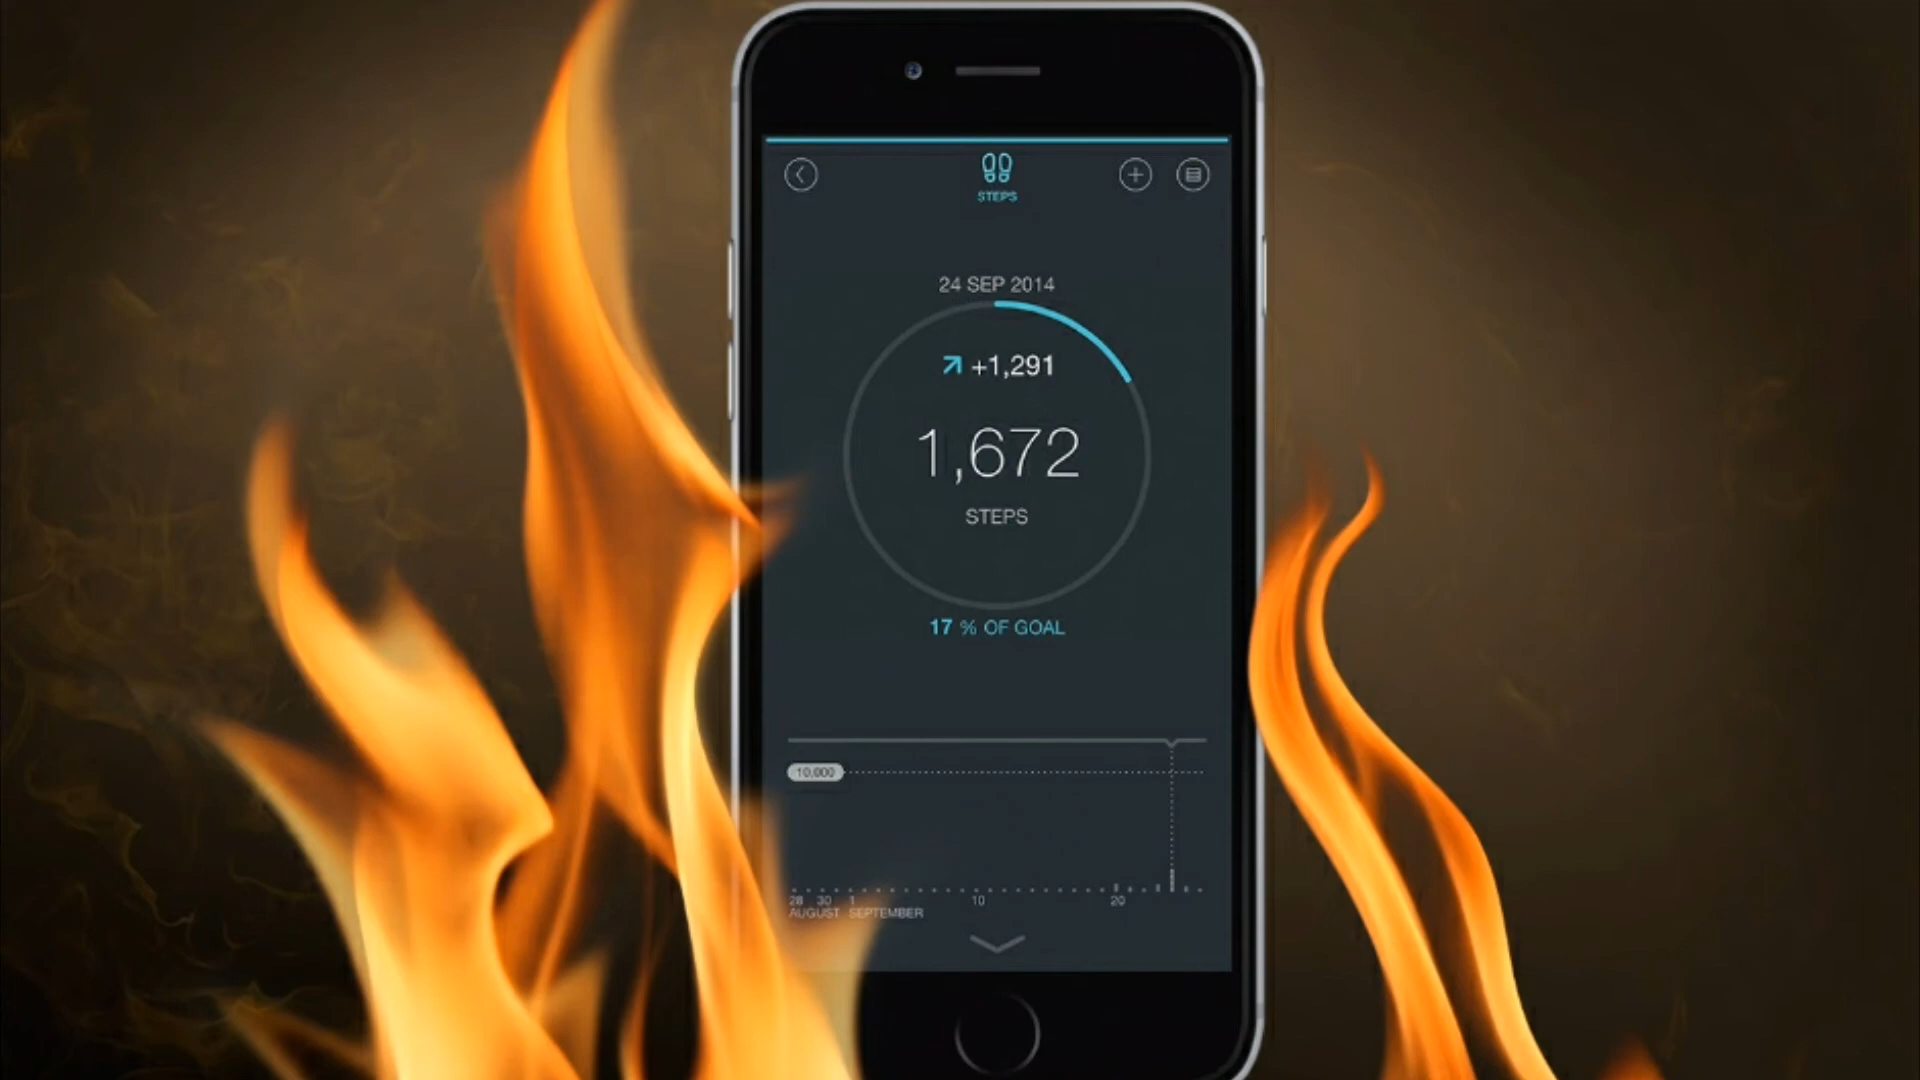 STEPS
24 SEP 2014
+1,291
1,672
STEPS
17 % OF GOAL
10,000
28 30 1 10 20
AUGUST SEPTEMBER